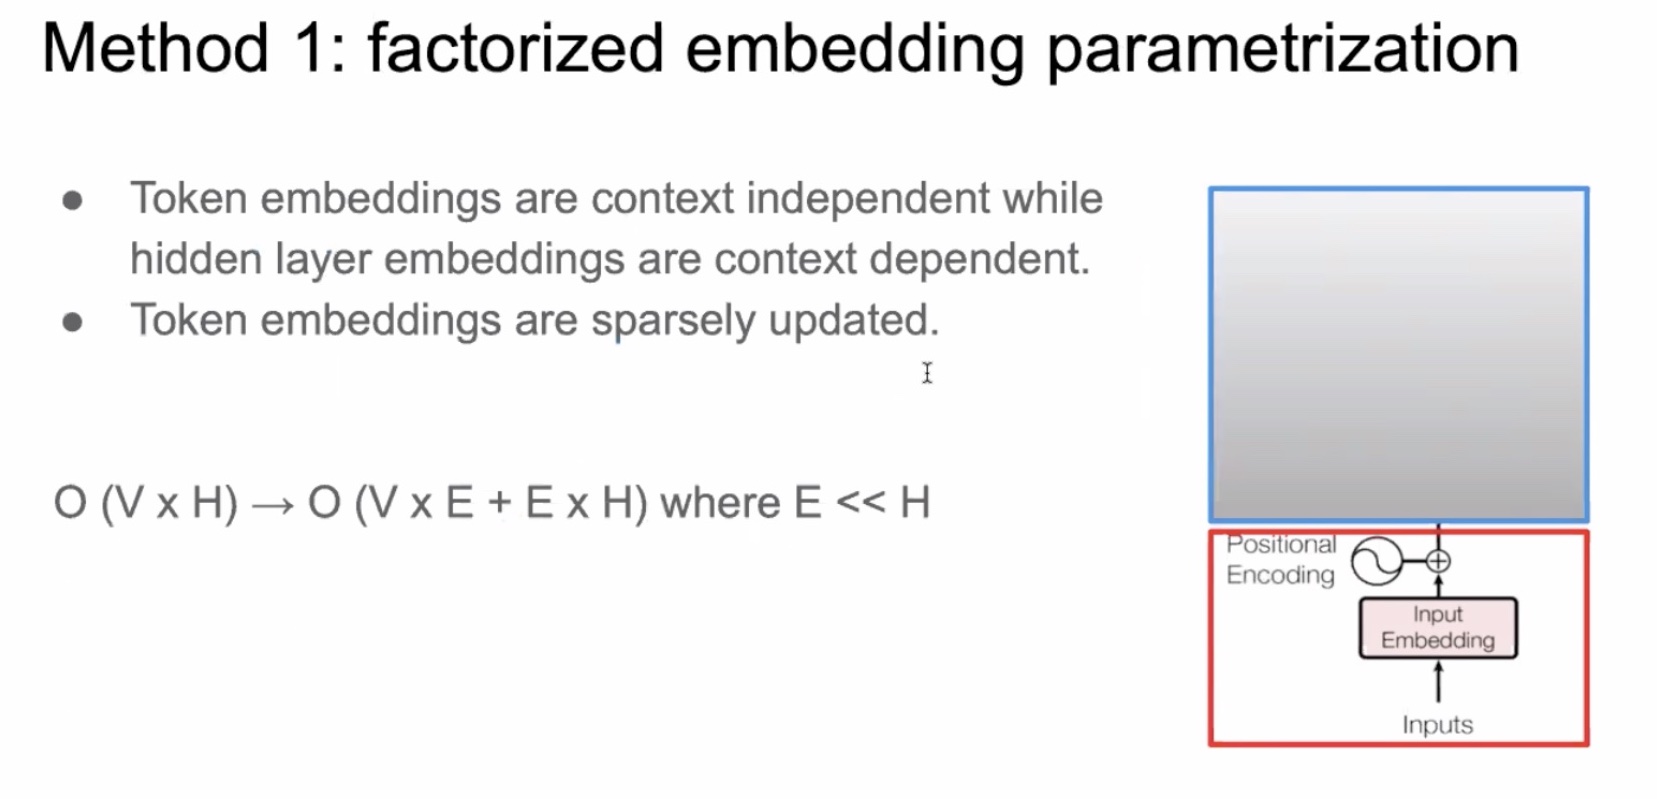 Method 1: factorized embedding parametrization
● Token embeddings are context independent while
hidden layer embeddings are context dependent.
● Token embeddings are sparsely updated.
O (V x H) → O (V x E + E x H) where E << H
Positional
Encoding
Input
Embedding
Inputs